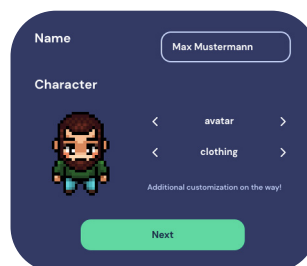 Name
Max Mustermann
Character
avatar
clothing
Additional customization on the way!
Next